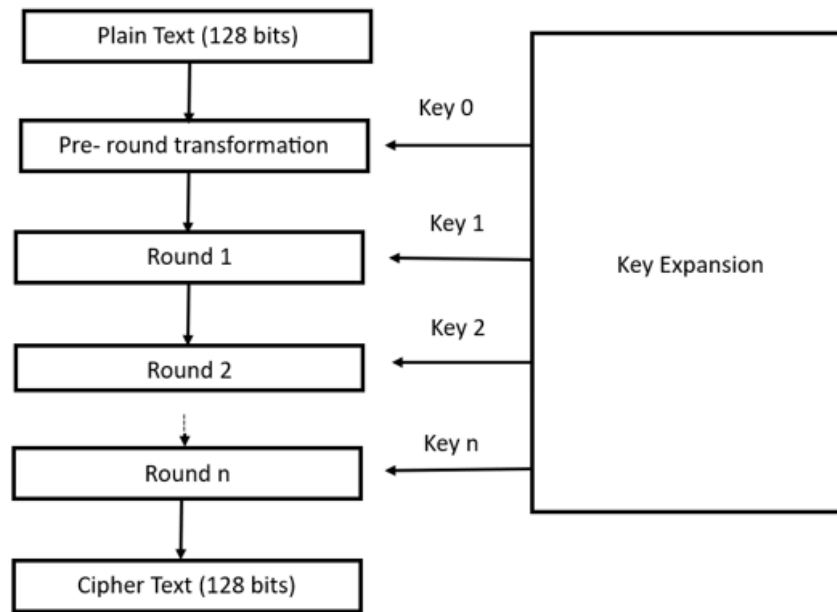 Plain Text (128 bits)
Key 0
Pre- round transformation
Key 1
Round 1
Key Expansion
Key 2
Round 2
Key n
Round n
Cipher Text (128 bits)